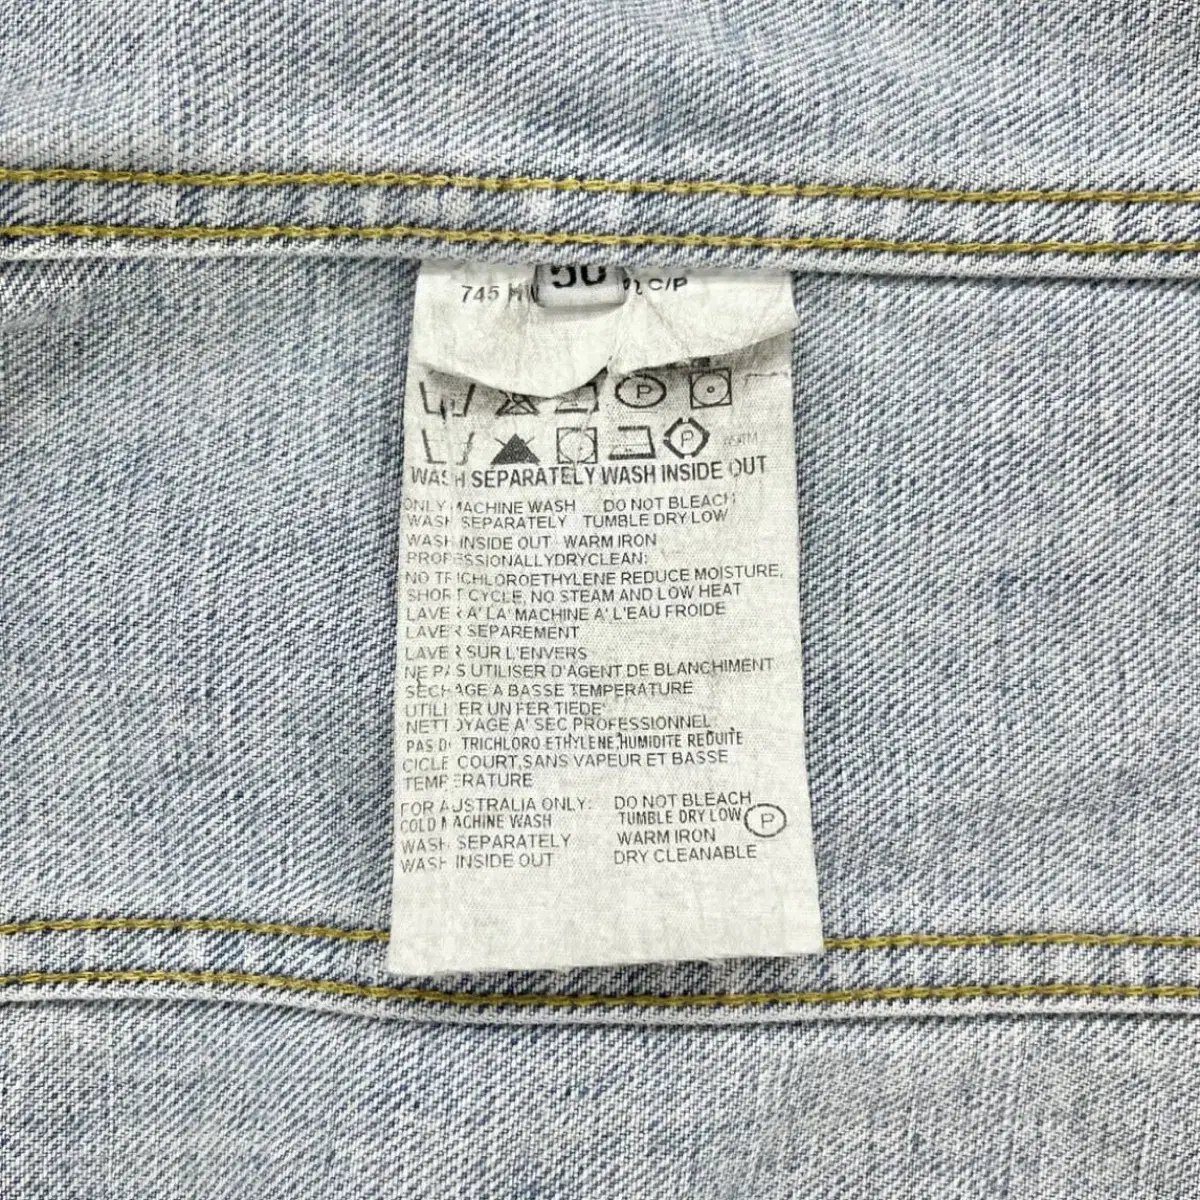 50
745 C/P
P
P
WARM
WASH SEPARATELY WASH INSIDE OUT
ONLY MACHINE WASH DO NOT BLEACH
WASH SEPARATELY TUMBLE DRY LOW
WASH INSIDE OUT WARM IRON
PROFESSIONALLYDRYCLEAN:
NO TRICHLOROETHYLENE REDUCE MOISTURE,
SHORT CYCLE, NO STEAM AND LOW HEAT
LAVER A' LA' MACHINE A' L'EAU FROIDE
LAVER SEPAREMENT
LAVER SUR L'ENVERS
NE PAS UTILISER D'AGENT DE BLANCHIMENT
SECHAGE A BASSE TEMPERATURE
UTILISER UN FER TIEDE
NETTOYAGE A' SEC PROFESSIONNEL:
PAS DE TRICHLORO ETHYLENE,HUMIDITE REDUITE
CICLE COURT,SANS VAPEUR ET BASSE
TEMPERATURE
FOR AUSTRALIA ONLY: DO NOT BLEACH
COLD MACHINE WASH TUMBLE DRY LOW P
WASH SEPARATELY WARM IRON
WASH INSIDE OUT DRY CLEANABLE